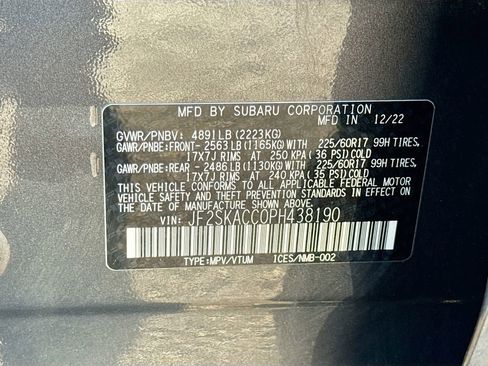 MFD BY SUBARU CORPORATION
MFD IN 12/22
GVWR/PNBV: 4891LB(2223KG)
GAWR/PNBE:FRONT- 2563LB(1165KG)WITH 225/60R17 99H TIRES,
17X7J RIMS AT 250 KPA(36 PSI)COLD
GAWR/PNBE:REAR - 2486LB(1130KG)WITH 225/60R17 99H TIRES,
17X7J RIMS AT 240 KPA(35 PSI)COLD
THIS VEHICLE CONFORMS TO ALL APPLICABLE FEDERAL MOTOR
VEHICLE SAFETY AND THEFT PREVENTION STANDARDS IN EFFECT
ON THE DATE OF MANUFACTURE SHOWN ABOVE.
VIN: JF2SKACC0PH438190
TYPE:MPV/VTUM ICES/NMB-002